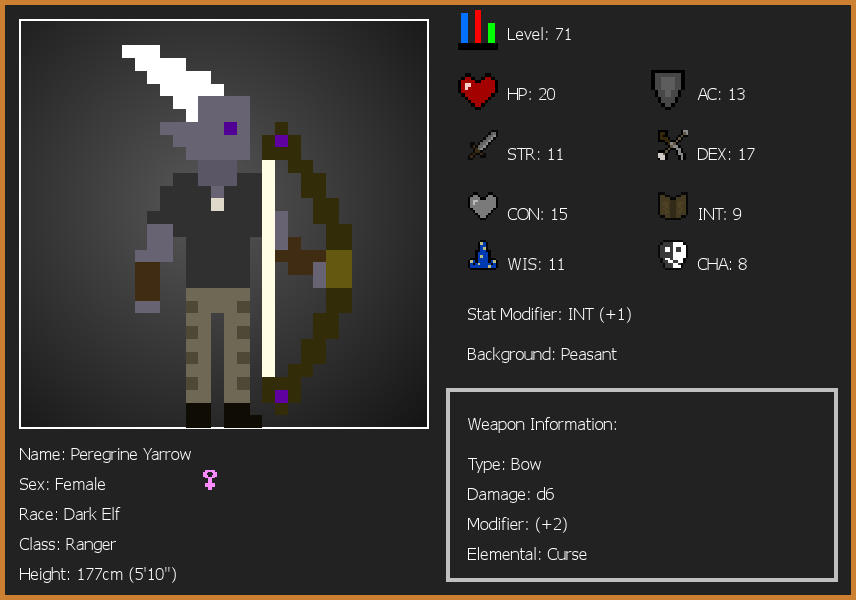 Level: 71
HP: 20
AC: 13
STR: 11
DEX: 17
CON: 15
INT: 9
WIS: 11
CHA: 8
Stat Modifier: INT (+1)
Background: Peasant
Weapon Information:
Type: Bow
Damage: d6
Modifier: (+2)
Elemental: Curse
Name: Peregrine Yarrow
Sex: Female
Race: Dark Elf
Class: Ranger
Height: 177cm (5'10")